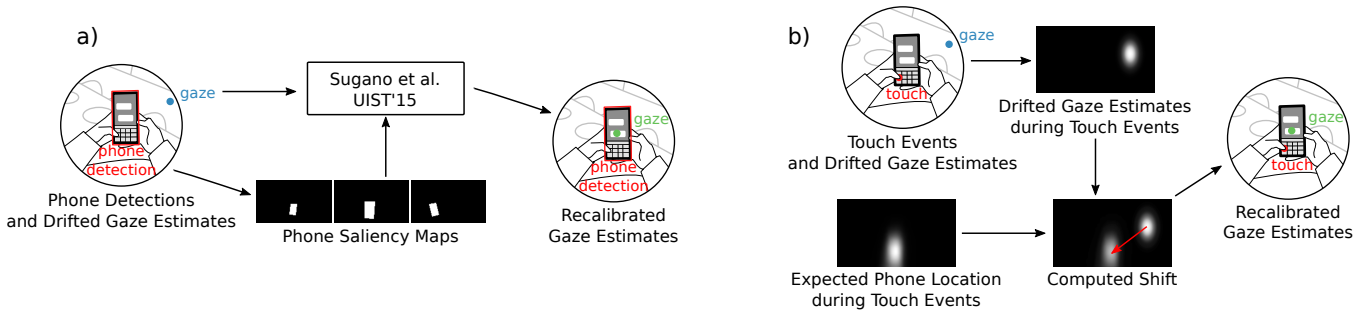 a)
gaze
phone
detection
Phone Detections
and Drifted Gaze Estimates
Sugano et al.
UIST'15
Phone Saliency Maps
gaze
phone
detection
Recalibrated
Gaze Estimates
b)
gaze
touch
Touch Events
and Drifted Gaze Estimates
Drifted Gaze Estimates
during Touch Events
Expected Phone Location
during Touch Events
Computed Shift
gaze
touch
Recalibrated
Gaze Estimates